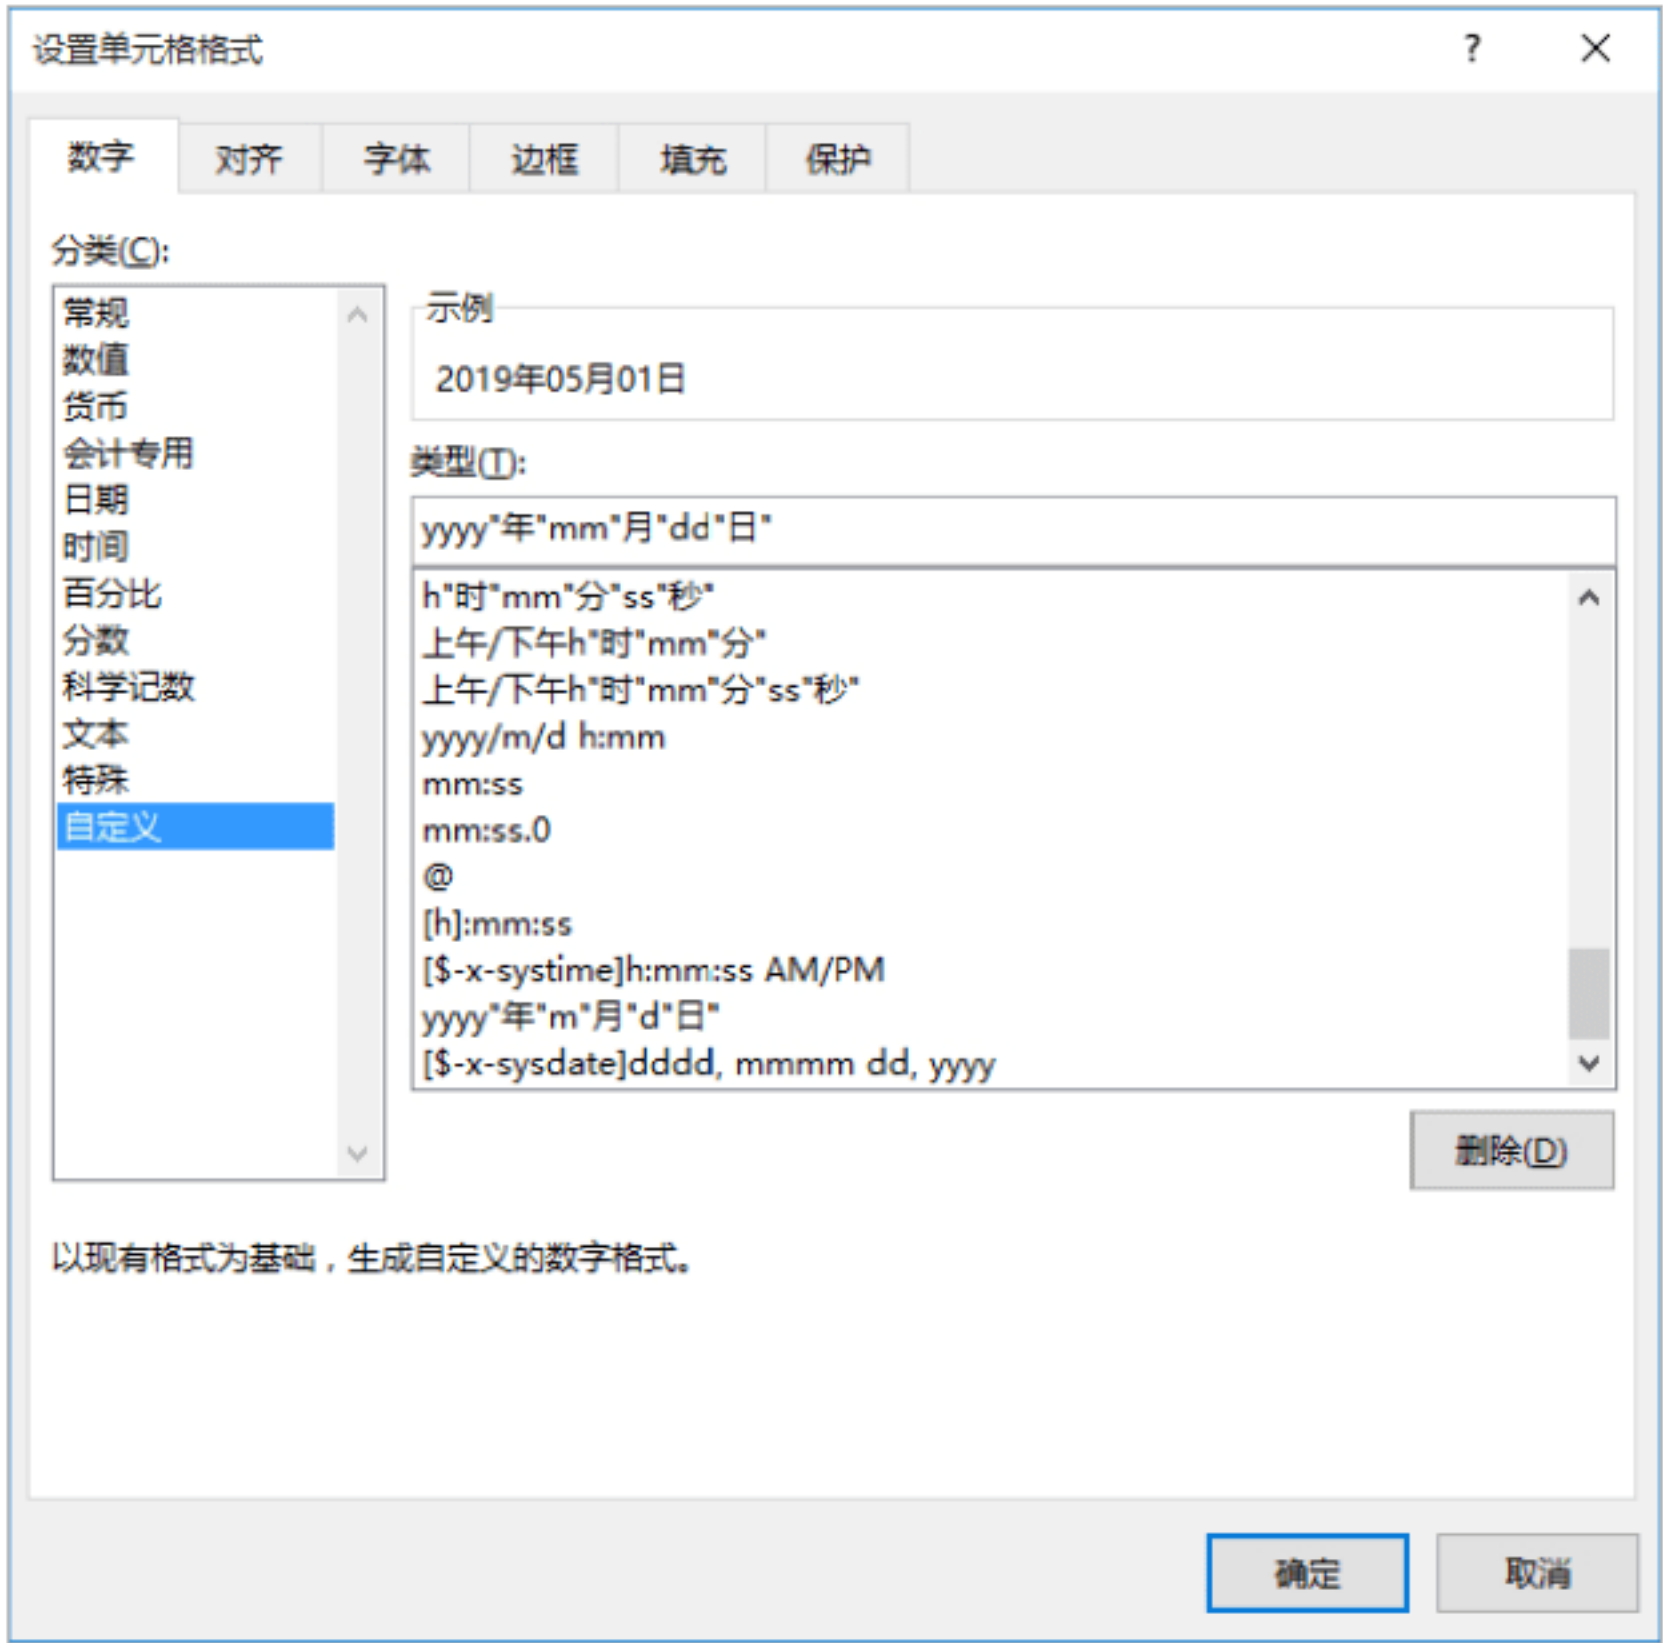 设置单元格格式
?
数字 对齐 字体 边框 填充 保护
分类(C):
常规
数值
货币
会计专用
日期
时间
百分比
分数
科学记数
文本
特殊
自定义
示例
2019年05月01日
类型(T):
yyyy"年"mm"月"dd"日"
h"时"mm"分"ss"秒"
上午/下午h"时"mm"分"
上午/下午h"时"mm"分"ss"秒"
yyyy/m/d h:mm
mm:ss
mm:ss.0
@
[h]:mm:ss
[$-x-systime]h:mm:ss AM/PM
yyyy"年"m"月"d"日"
[$-x-sysdate]dddd, mmmm dd, yyyy
删除(D)
以现有格式为基础，生成自定义的数字格式。
确定 取消